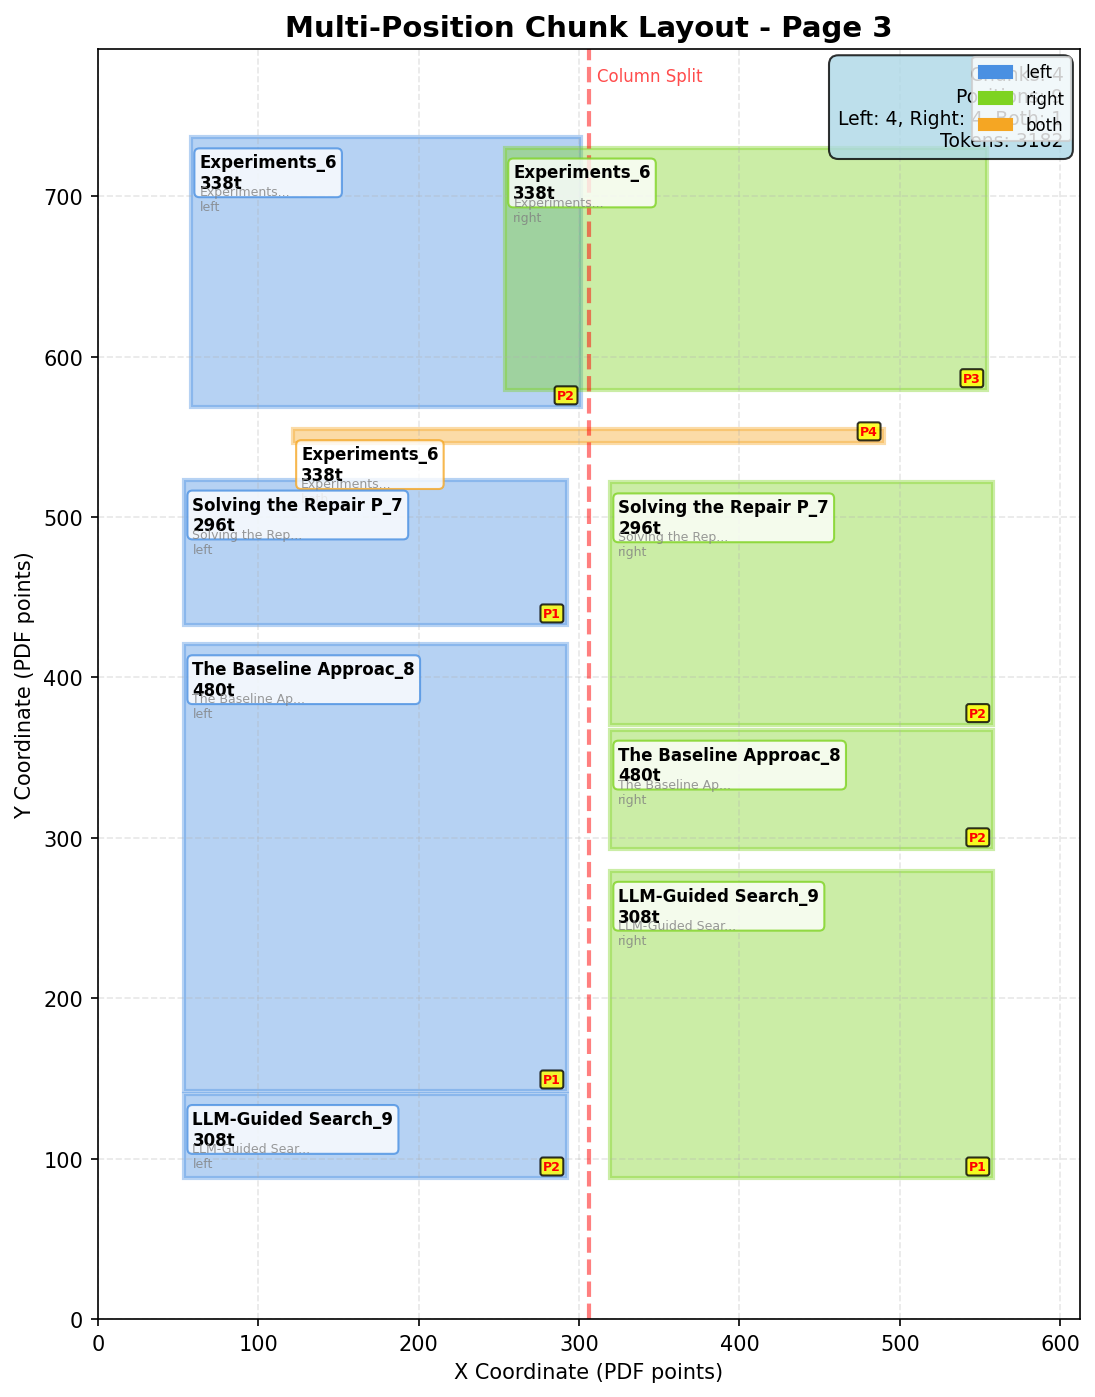 Multi-Position Chunk Layout - Page 3
Column Split
Chunks: 4
left
right
Left: 4, Right: 4, Both: 1
both
Tokens: 3182
Experiments_6
338t
Experiments...
left
P2
Experiments_6
338t
Experiments...
right
P3
P4
Experiments_6
338t
Experiments...
Solving the Repair P_7
296t
Solving the Rep...
left
P1
Solving the Repair P_7
296t
Solving the Rep...
right
P2
The Baseline Approac_8
480t
The Baseline Ap...
left
P1
The Baseline Approac_8
480t
The Baseline Ap...
right
P2
LLM-Guided Search_9
308t
LLM-Guided Sear...
left
P2
LLM-Guided Search_9
308t
LLM-Guided Sear...
right
P1
Y Coordinate (PDF points)
700
600
500
400
300
200
100
0
0 100 200 300 400 500 600
X Coordinate (PDF points)